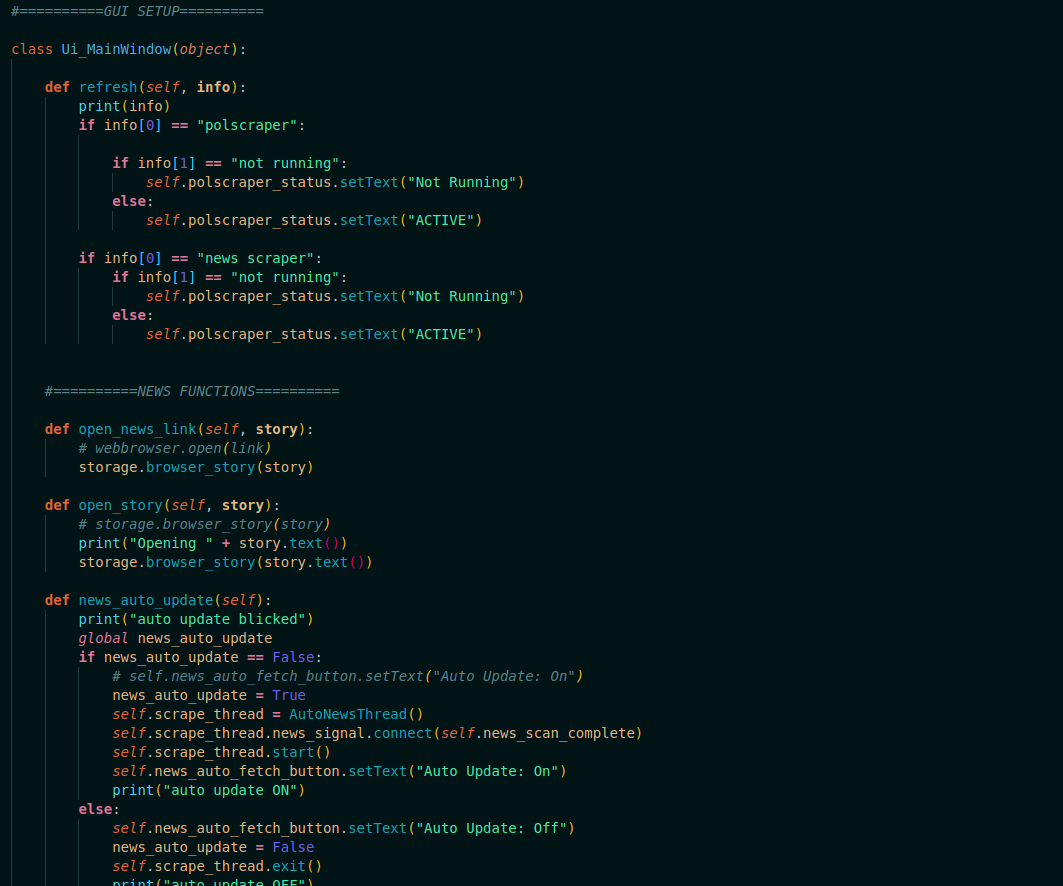 #==========GUI SETUP==========
class Ui_MainWindow(object):
def refresh(self, info):
print(info)
if info[0] == "polscraper":
if info[1] == "not running":
self.polscraper_status.setText("Not Running")
else:
self.polscraper_status.setText("ACTIVE")
if info[0] == "news scraper":
if info[1] == "not running":
self.polscraper_status.setText("Not Running")
else:
self.polscraper_status.setText("ACTIVE")
#==========NEWS FUNCTIONS==========
def open_news_link(self, story):
# webbrowser.open(link)
storage.browser_story(story)
def open_story(self, story):
# storage.browser_story(story)
print("Opening " + story.text())
storage.browser_story(story.text())
def news_auto_update(self):
print("auto update blicked")
global news_auto_update
if news_auto_update == False:
# self.news_auto_fetch_button.setText("Auto Update: On")
news_auto_update = True
self.scrape_thread = AutoNewsThread()
self.scrape_thread.news_signal.connect(self.news_scan_complete)
self.scrape_thread.start()
self.news_auto_fetch_button.setText("Auto Update: On")
print("auto update ON")
else:
self.news_auto_fetch_button.setText("Auto Update: Off")
news_auto_update = False
self.scrape_thread.exit()
print("auto update OFF")